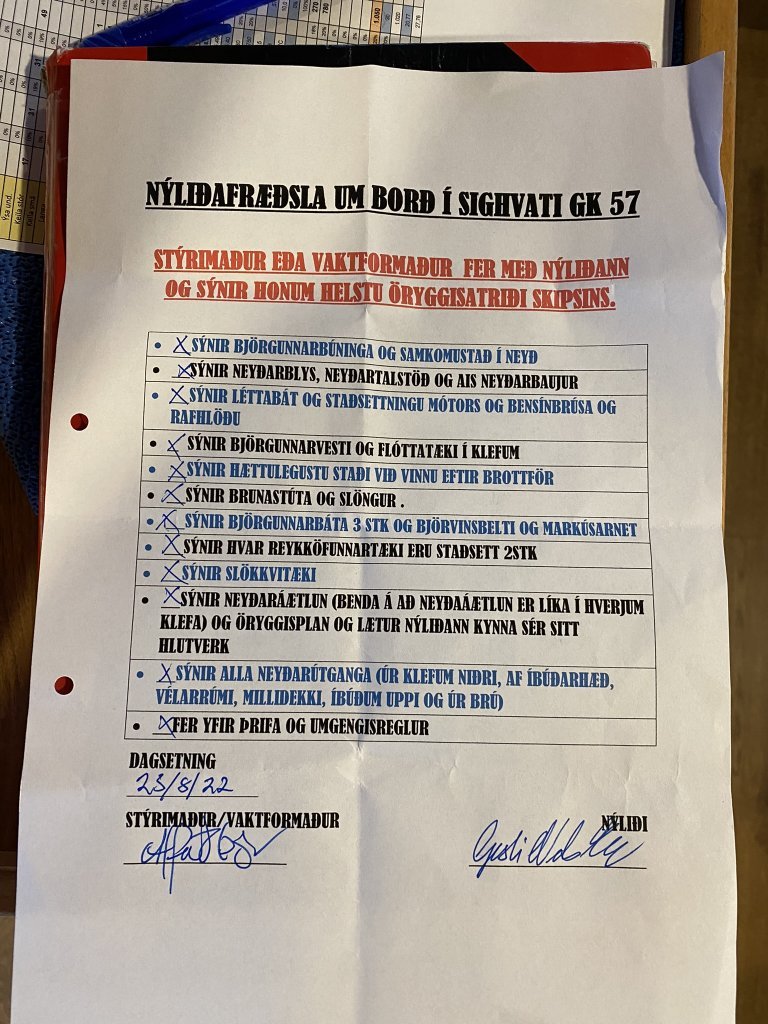 NÝLIÐAFRÆÐSLA UM BORÐ Í SIGHVATI GK 57
STÝRIMAÐUR EÐA VAKTFORMAÐUR FER MEÐ NÝLIÐANN
OG SÝNIR HONUM HELSTU ÖRYGGISATRIÐI SKIPSINS.
• X SÝNIR BJÖRGUNNARBÚNINGA OG SAMKOMUSTAÐ Í NEYÐ
• X SÝNIR NEYÐARBLYS, NEYÐARTALSTÖÐ OG AIS NEYÐARBAUJUR
• X SÝNIR LÉTTABÁT OG STAÐSETTNINGU MÓTORS OG BENSÍNBRÚSA OG
RAFHLÖÐU
• X SÝNIR BJÖRGUNNARVESTI OG FLÓTTATÆKI Í KLEFUM
• X SÝNIR HÆTTULEGUSTU STAÐI VIÐ VINNU EFTIR BROTTFÖR
• X SÝNIR BRUNASTÚTA OG SLÖNGUR .
• X SÝNIR BJÖRGUNNARBÁTA 3 STK OG BJÖRVINSBELTI OG MARKÚSARNET
• X SÝNIR HVAR REYKKÖFUNNARTÆKI ERU STAÐSETT 2STK
• X SÝNIR SLÖKKVITÆKI
• X SÝNIR NEYÐARÁÆTLUN (BENDA Á AÐ NEYÐAÁÆTLUN ER LÍKA Í HVERJUM
KLEFA) OG ÖRYGGISPLAN OG LÆTUR NÝLIÐANN KYNNA SÉR SITT
HLUTVERK
• X SÝNIR ALLA NEYÐARÚTGANGA (ÚR KLEFUM NIÐRI, AF ÍBÚÐARHÆÐ,
VÉLARRÚMI, MILLIDEKKI, ÍBÚÐUM UPPI OG ÚR BRÚ)
• X FER YFIR ÞRIFA OG UMGENGISREGLUR
DAGSETNING
23/8/22
STÝRIMAÐUR/VAKTFORMAÐUR NÝLIÐI